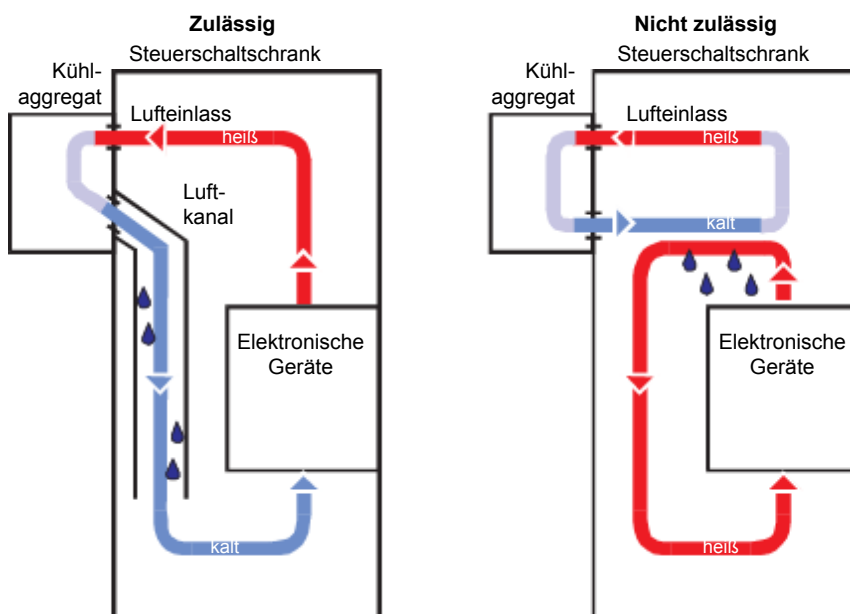 Zulässig
Steuerschaltschrank
Kühl-
aggregat
Lufteinlass
heiß
Luft-
kanal
Elektronische
Geräte
kalt
Nicht zulässig
Steuerschaltschrank
Kühl-
aggregat
Lufteinlass
heiß
kalt
Elektronische
Geräte
heiß